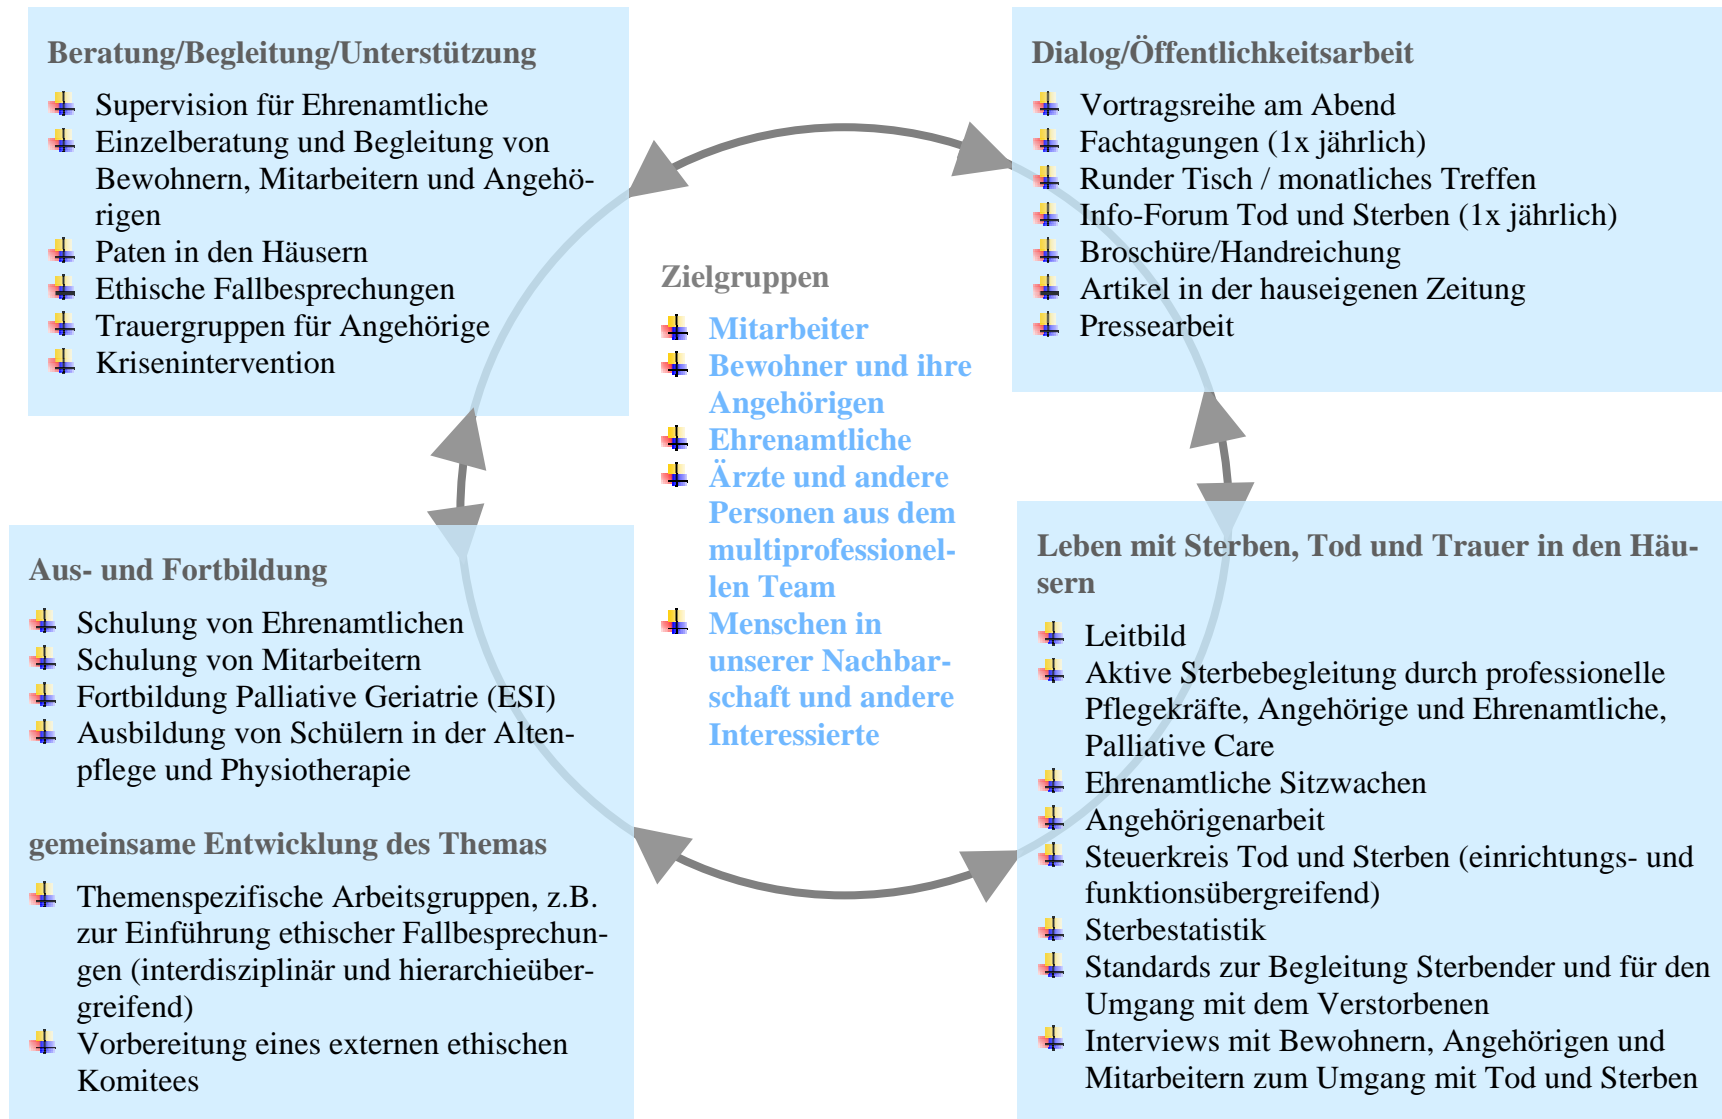 Beratung/Begleitung/Unterstützung
Supervision für Ehrenamtliche
Einzelberatung und Begleitung von
Bewohnern, Mitarbeitern und Angehö-
rigen
Paten in den Häusern
Ethische Fallbesprechungen
Trauergruppen für Angehörige
Krisenintervention
Dialog/Öffentlichkeitsarbeit
Vortragsreihe am Abend
Fachtagungen (1x jährlich)
Runder Tisch / monatliches Treffen
Info-Forum Tod und Sterben (1x jährlich)
Broschüre/Handreichung
Artikel in der hauseigenen Zeitung
Pressearbeit
Zielgruppen
Mitarbeiter
Bewohner und ihre
Angehörigen
Ehrenamtliche
Ärzte und andere
Personen aus dem
multiprofessionel-
len Team
Menschen in
unserer Nachbar-
schaft und andere
Interessierte
Aus- und Fortbildung
Schulung von Ehrenamtlichen
Schulung von Mitarbeitern
Fortbildung Palliative Geriatrie (ESI)
Ausbildung von Schülern in der Alten-
pflege und Physiotherapie
gemeinsame Entwicklung des Themas
Themenspezifische Arbeitsgruppen, z.B.
zur Einführung ethischer Fallbesprechun-
gen (interdisziplinär und hierarchieüber-
greifend)
Vorbereitung eines externen ethischen
Komitees
Leben mit Sterben, Tod und Trauer in den Häu-
sern
Leitbild
Aktive Sterbebegleitung durch professionelle
Pflegekräfte, Angehörige und Ehrenamtliche,
Palliative Care
Ehrenamtliche Sitzwachen
Angehörigenarbeit
Steuerkreis Tod und Sterben (einrichtungs- und
funktionsübergreifend)
Sterbestatistik
Standards zur Begleitung Sterbender und für den
Umgang mit dem Verstorbenen
Interviews mit Bewohnern, Angehörigen und
Mitarbeitern zum Umgang mit Tod und Sterben